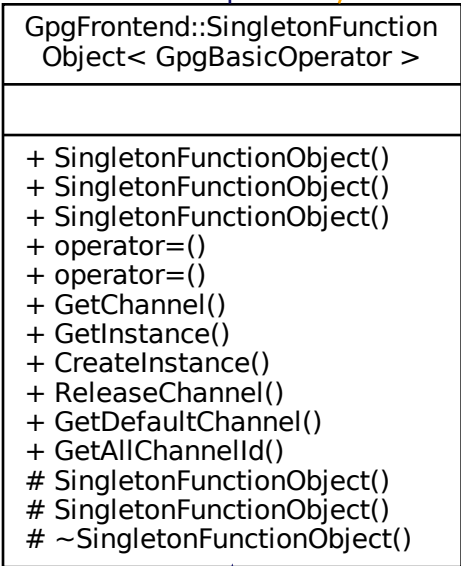 GpgFrontend::SingletonFunction
Object< GpgBasicOperator >
+ SingletonFunctionObject()
+ SingletonFunctionObject()
+ SingletonFunctionObject()
+ operator=()
+ operator=()
+ GetChannel()
+ GetInstance()
+ CreateInstance()
+ ReleaseChannel()
+ GetDefaultChannel()
+ GetAllChannelId()
# SingletonFunctionObject()
# SingletonFunctionObject()
# ~SingletonFunctionObject()